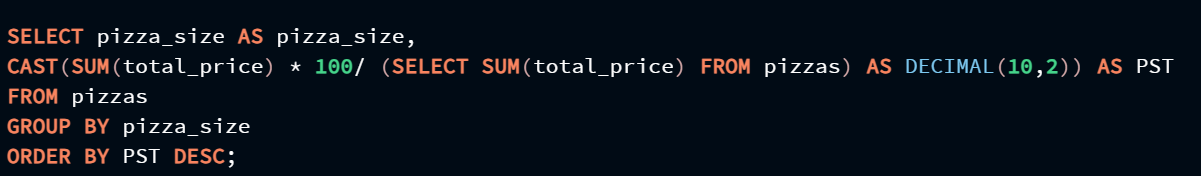 SELECT pizza_size AS pizza_size,
CAST(SUM(total_price) * 100/ (SELECT SUM(total_price) FROM pizzas) AS DECIMAL(10,2)) AS PST
FROM pizzas
GROUP BY pizza_size
ORDER BY PST DESC;